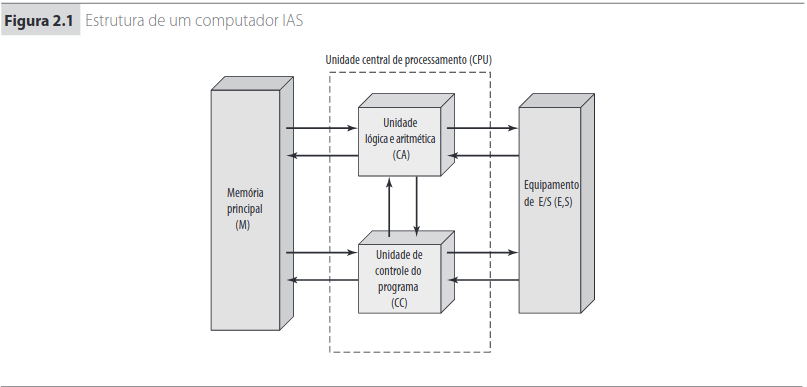 Figura 2.1 Estrutura de um computador IAS
Unidade central de processamento (CPU)
Memória
principal
(M)
Unidade
lógica e aritmética
(CA)
Unidade de
controle do
programa
(CC)
Equipamento
de E/S (E,S)